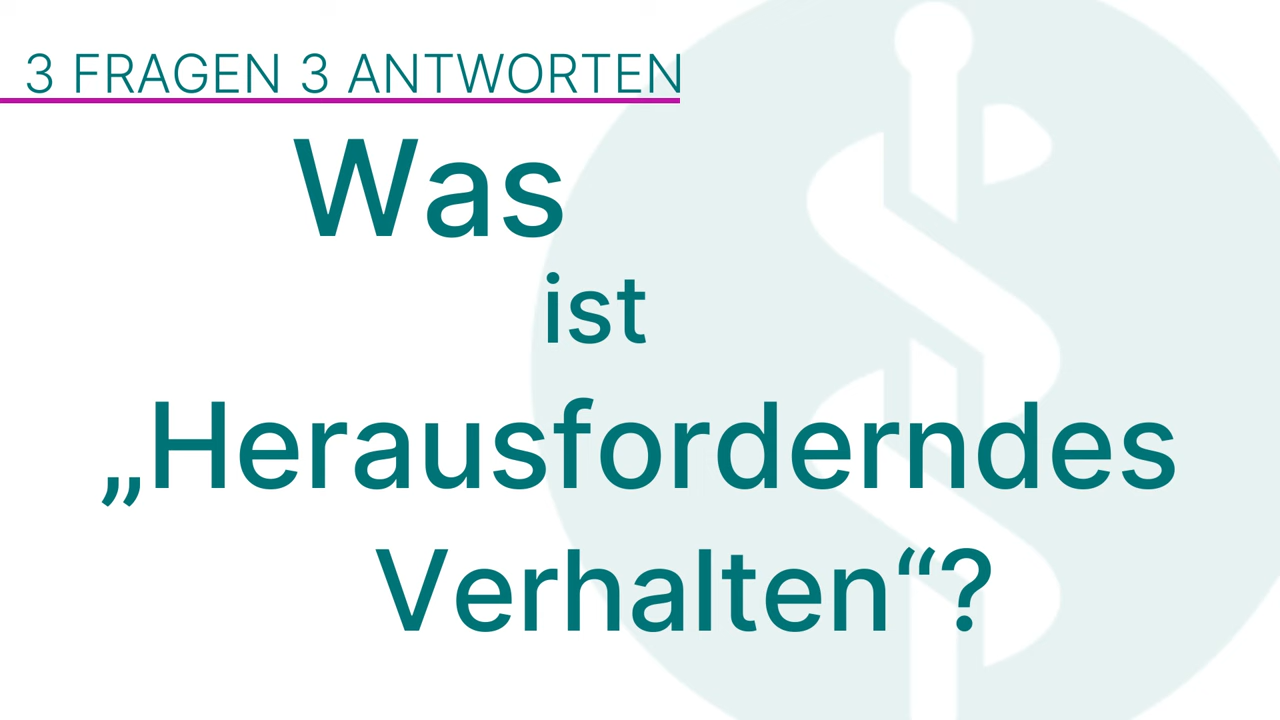 3 FRAGEN 3 ANTWORTEN
Was
ist
„Herausforderndes
Verhalten“?